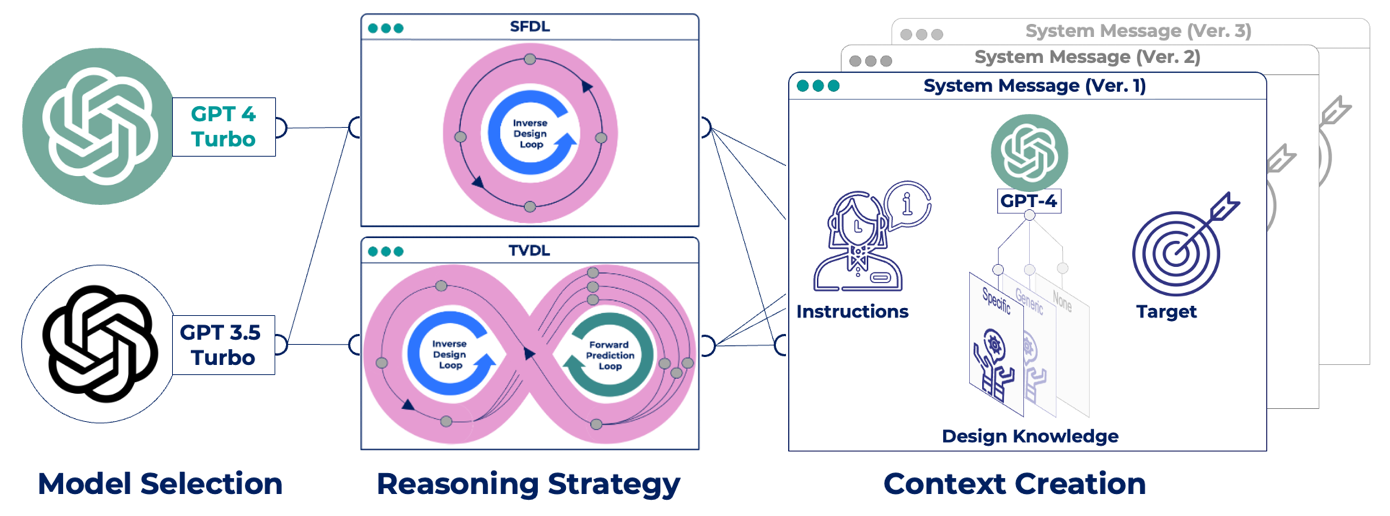 GPT 4
Turbo
GPT 3.5
Turbo
Model Selection
SFDL
Inverse
Design
Loop
TVDL
Inverse
Design
Loop
Forward
Prediction
Loop
Reasoning Strategy
System Message (Ver. 3)
System Message (Ver. 2)
System Message (Ver. 1)
Instructions
GPT-4
Specific
Generic
None
Design Knowledge
Target
Context Creation